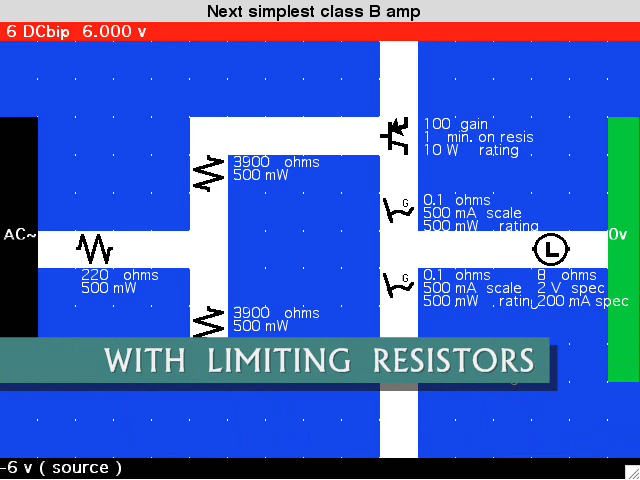 Next simplest class B amp
6 DCbip 6.000 v
100 gain
1 min. on resis
10 W rating
3900 ohms
500 mW
0.1 ohms
500 mA scale
500 mW rating
AC~
G
L
0v
220 ohms
500 mW
0.1 ohms
500 mA scale
500 mW
G
8 ohms
2 V spec
200 mA spec
3900 ohms
500 mW
WITH LIMITING RESISTORS
-6 v ( source )